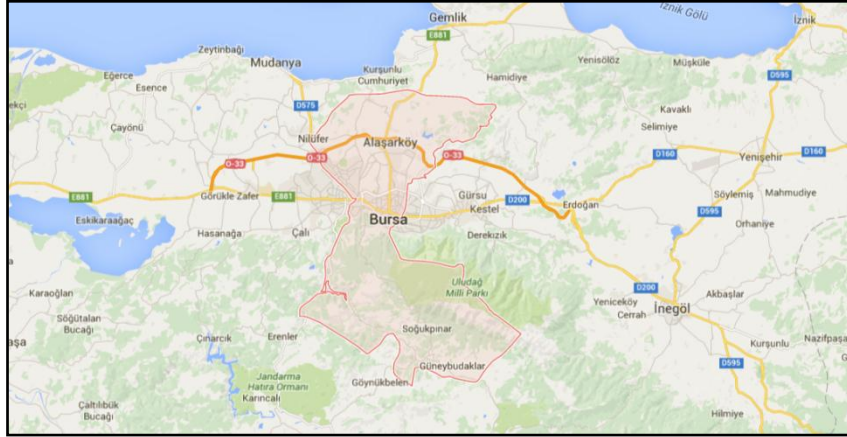 Gemlik
İznik Gölü
İznik
E881
Zeytinbağı
Mudanya
Kurşunlu
Cumhuriyet
Hamidiye
Yenisölöz
Müşküle
D595
Eğerce
Esence
ekçi
D575
Kavaklı
Selimiye
Çayönü
Nilüfer
Alaşarköy
O-33
O-33
O-33
D160
D160
Yenişehir
E881
Görükle Zafer
E881
Gürsu
Kestel
D200
Erdoğan
Söylemiş
Mahmudiye
Eskikaraağaç
Bursa
D595
Orhaniye
Hasanağa
Çalı
Derekızık
Uludağ
Milli Parkı
Karaoğlan
D200
Yeniceköy
Cerrah
Akbaşlar
İnegöl
Söğütalan
Bucağı
aşa
Çınarcık
Erenler
Soğukpınar
Kurşunlu
Nazifpaşa
D595
Güneybudaklar
Jandarma
Hatıra Ormanı
Karıncalı
Göynükbelen
Çaltılıbük
Bucağı
Hilmiye